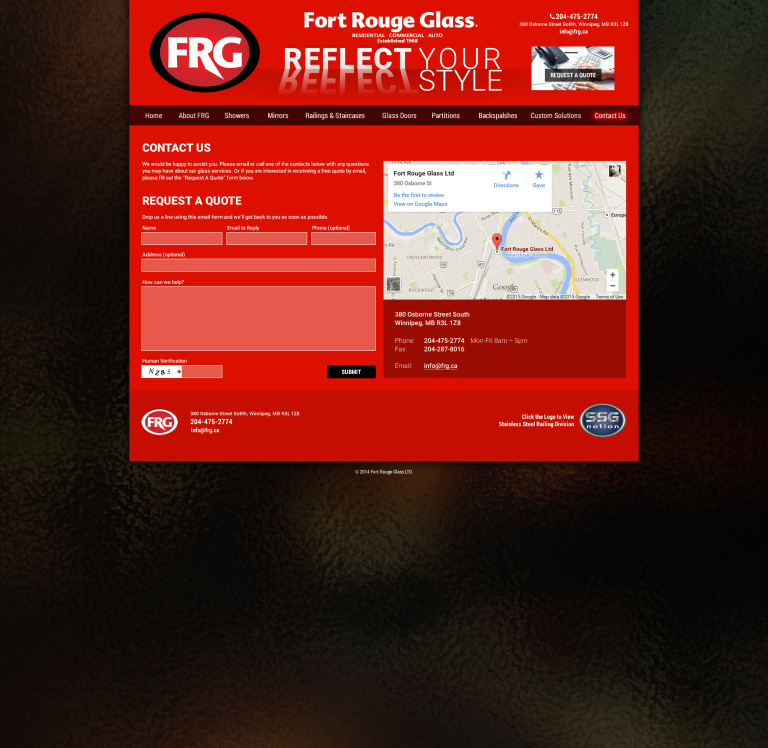 FRG
Fort Rouge Glass.
RESIDENTIAL · COMMERCIAL · AUTO
Established 1968
REFLECT YOUR
STYLE
204-475-2774
380 Osborne Street Sothh, Winnipeg, MB R3L 1Z8
info@frg.ca
REQUEST A QUOTE
Home About FRG Showers Mirrors Railings & Staircases Glass Doors Partitions Backspalshes Custom Solutions Contact Us
CONTACT US
We would be happy to assist you. Please email or call one of the contacts below with any questions
you may have about our glass services. Or if you are interested in receiving a free quote by email,
please fill out the "Request A Quote" form below.
REQUEST A QUOTE
Drop us a line using this email form and we'll get back to you as soon as possible.
Name Email to Reply Phone (optional)
Address (optional)
How can we help?
Human Verification
NZ8S
SUBMIT
Fort Rouge Glass Ltd
380 Osborne St
Directions Save
Be the first to review
View on Google Maps
Europe
ry Rd
Fort Rouge Glass Ltd
CRESCENTWOOD
GLENWOOD
ROCKWOOD
Google
©2015 Google - Map data ©2015 Google Terms of Use
380 Osborne Street South
Winnipeg, MB R3L 1Z8
Phone: 204-475-2774 Mon-Fri 8am – 5pm
Fax: 204-287-8016
Email: info@frg.ca
FRG
380 Osborne Street Sothh, Winnipeg, MB R3L 1Z8
204-475-2774
info@frg.ca
Click the Logo to View
Stainless Steel Railing Division
SSG
notion
© 2014 Fort Rouge Glass LTD.